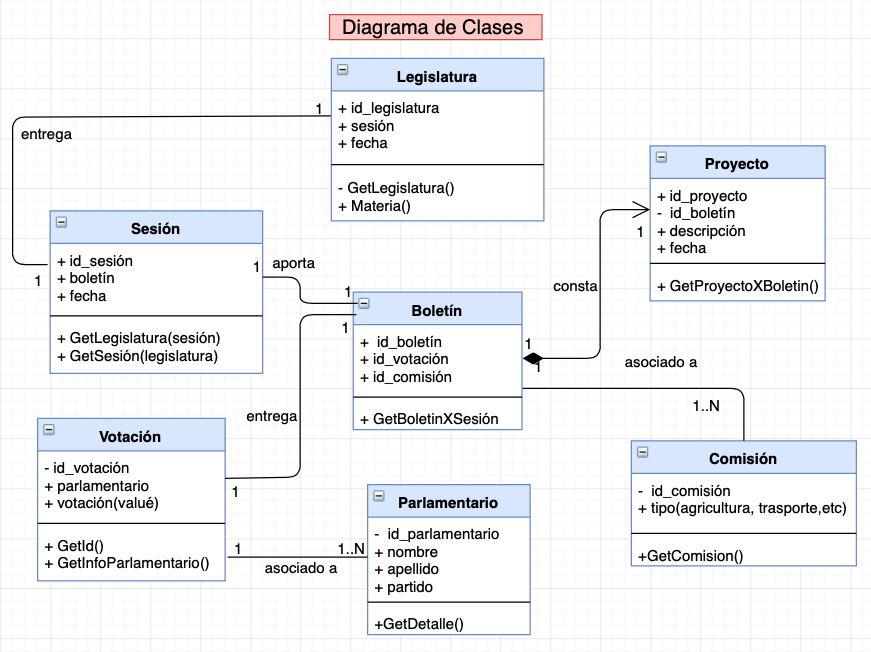 Diagrama de Clases
Legislatura
+ id_legislatura
+ sesión
+ fecha
- GetLegislatura()
+ Materia()
1
entrega
1
Sesión
+ id_sesión
+ boletín
+ fecha
+ GetLegislatura(sesión)
+ GetSesión(legislatura)
1
aporta
1
Proyecto
+ id_proyecto
- id_boletín
+ descripción
+ fecha
+ GetProyectoXBoletin()
1
consta
1
1
Boletín
+ id_boletín
+ id_votación
+ id_comisión
+ GetBoletinXSesión
1
entrega
1
asociado a
1..N
Votación
- id_votación
+ parlamentario
+ votación(valué)
+ GetId()
+ GetInfoParlamentario()
1
1..N
asociado a
Parlamentario
- id_parlamentario
+ nombre
+ apellido
+ partido
+GetDetalle()
Comisión
- id_comisión
+ tipo(agricultura, trasporte,etc)
+GetComision()